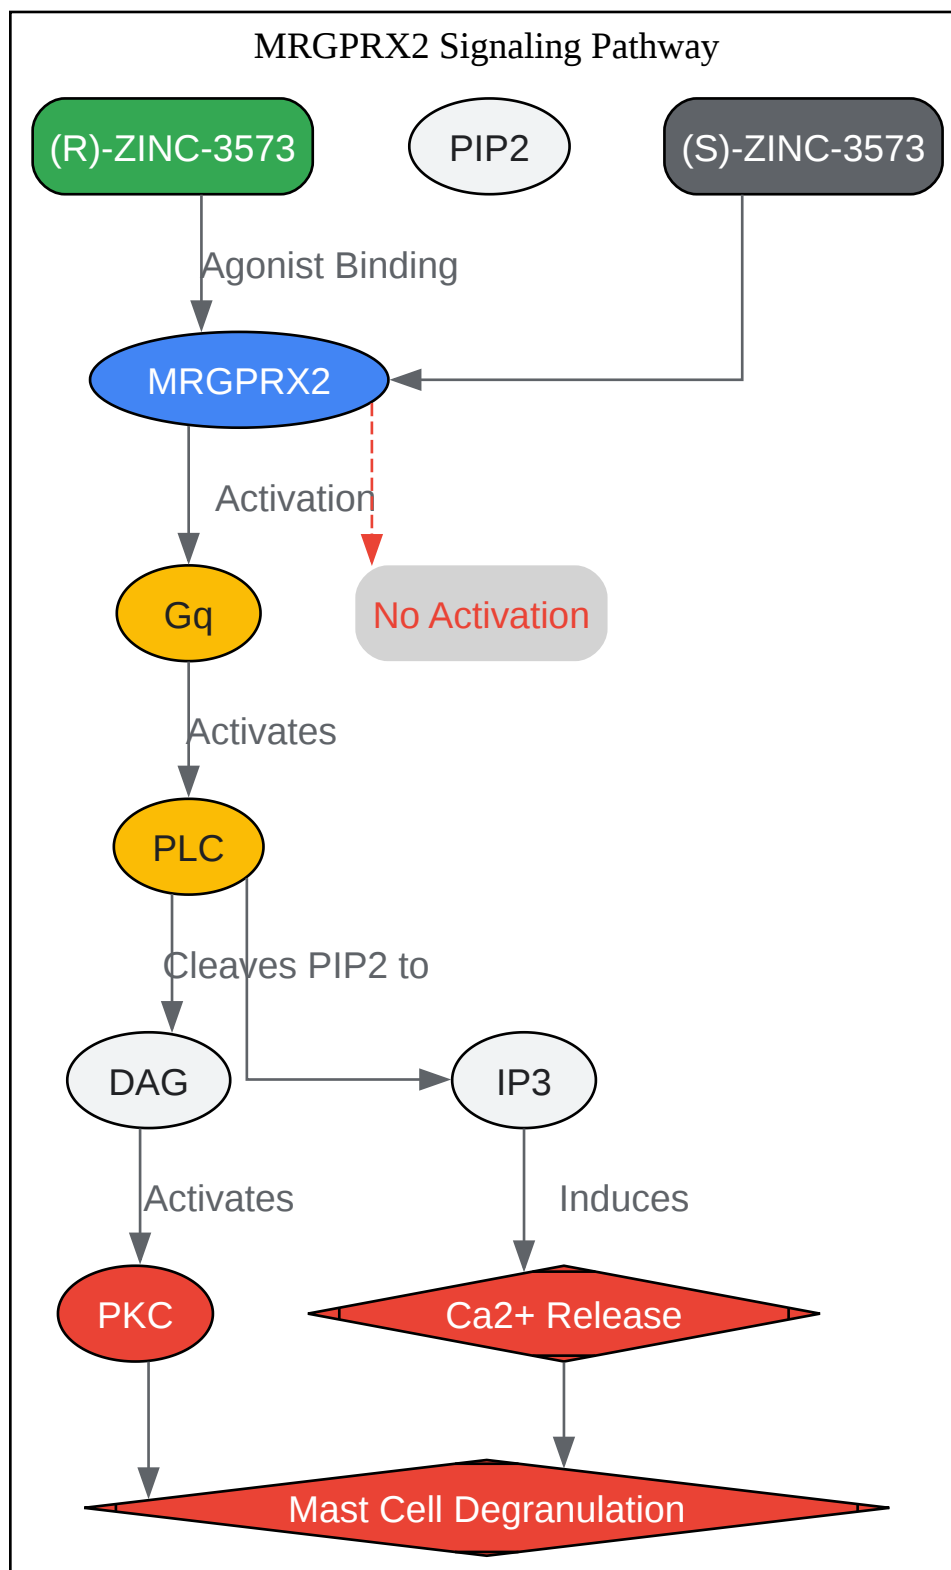 MRGPRX2 Signaling Pathway
(R)-ZINC-3573
PIP2
(S)-ZINC-3573
Agonist Binding
MRGPRX2
Activation
Gq
No Activation
Activates
PLC
Cleaves PIP2 to
DAG
IP3
Activates
Induces
PKC
Ca2+ Release
Mast Cell Degranulation